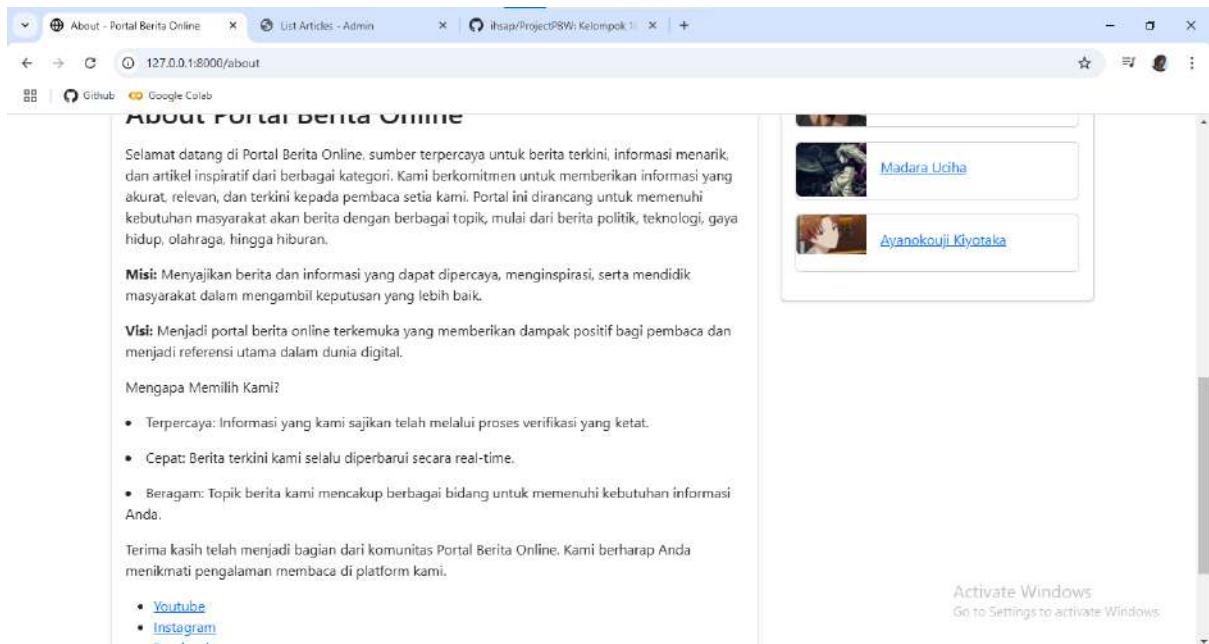 About - Portal Berita Online
List Articles - Admin
ihsap/ProjectPBW: Kelompok
127.0.0.1:8000/about
Github
Google Colab
About Portal Berita Online
Selamat datang di Portal Berita Online, sumber terpercaya untuk berita terkini, informasi menarik,
dan artikel inspiratif dari berbagai kategori. Kami berkomitmen untuk memberikan informasi yang
akurat, relevan, dan terkini kepada pembaca setia kami. Portal ini dirancang untuk memenuhi
kebutuhan masyarakat akan berita dengan berbagai topik, mulai dari berita politik, teknologi, gaya
hidup, olahraga, hingga hiburan.
Misi: Menyajikan berita dan informasi yang dapat dipercaya, menginspirasi, serta mendidik
masyarakat dalam mengambil keputusan yang lebih baik.
Visi: Menjadi portal berita online terkemuka yang memberikan dampak positif bagi pembaca dan
menjadi referensi utama dalam dunia digital.
Mengapa Memilih Kami?
• Terpercaya: Informasi yang kami sajikan telah melalui proses verifikasi yang ketat.
• Cepat: Berita terkini kami selalu diperbarui secara real-time.
• Beragam: Topik berita kami mencakup berbagai bidang untuk memenuhi kebutuhan informasi
Anda.
Terima kasih telah menjadi bagian dari komunitas Portal Berita Online. Kami berharap Anda
menikmati pengalaman membaca di platform kami.
• Youtube
• Instagram
Madara Uciha
Ayanokouji Kiyotaka
Activate Windows
Go to Settings to activate Windows.